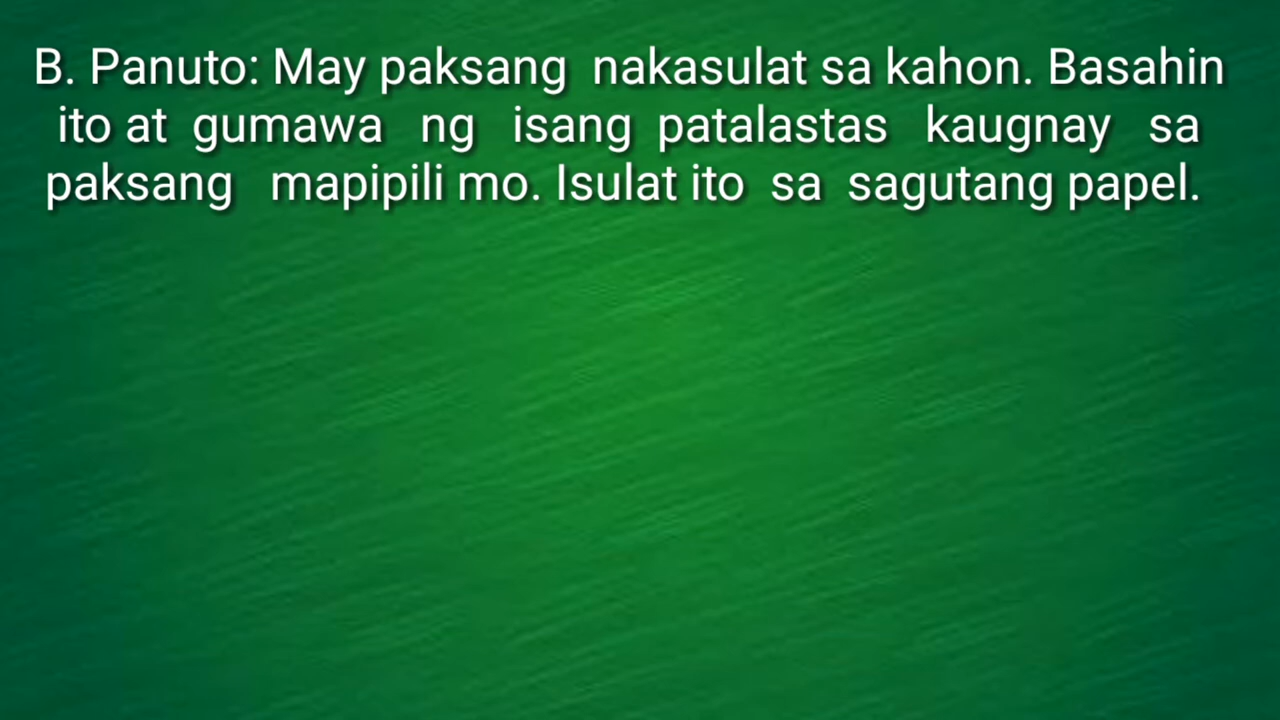 B. Panuto: May paksang nakasulat sa kahon. Basahin
ito at gumawa ng isang patalastas kaugnay sa
paksang mapipili mo. Isulat ito sa sagutang papel.